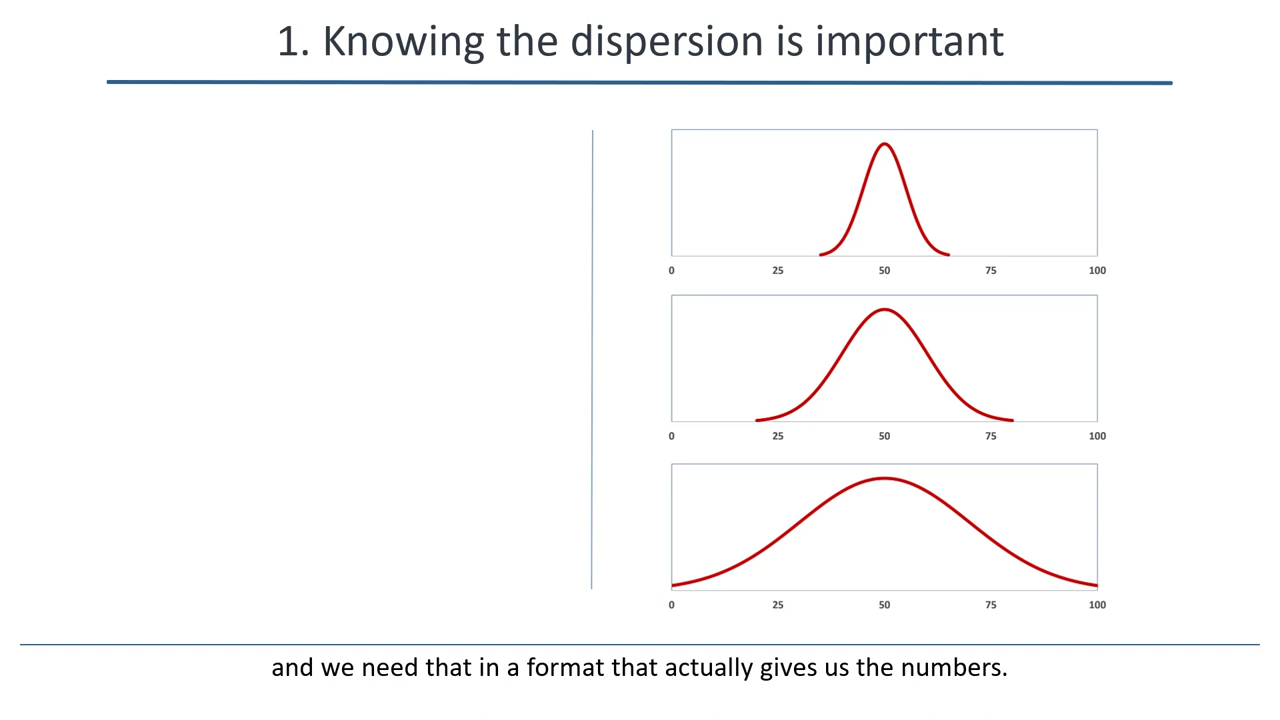 1. Knowing the dispersion is important
0 25 50 75 100
0 25 50 75 100
0 25 50 75 100
and we need that in a format that actually gives us the numbers.